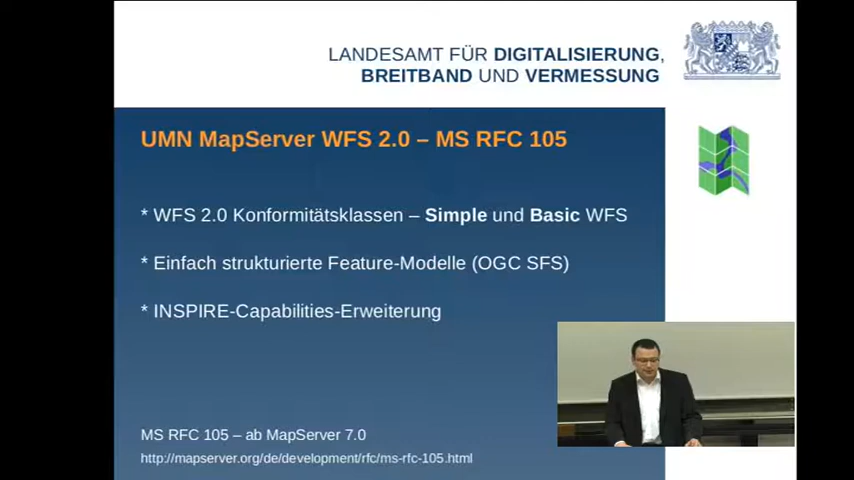 LANDESAMT FÜR DIGITALISIERUNG,
BREITBAND UND VERMESSUNG
UMN MapServer WFS 2.0 – MS RFC 105
* WFS 2.0 Konformitätsklassen – Simple und Basic WFS
* Einfach strukturierte Feature-Modelle (OGC SFS)
* INSPIRE-Capabilities-Erweiterung
MS RFC 105 – ab MapServer 7.0
http://mapserver.org/de/development/rfc/ms-rfc-105.html